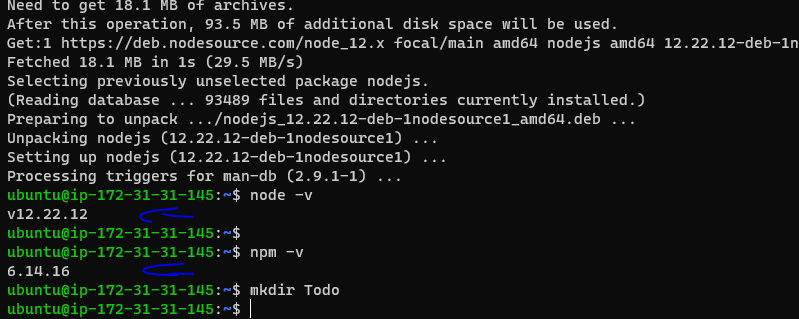 Need to get 18.1 MB of archives.
After this operation, 93.5 MB of additional disk space will be used.
Get:1 https://deb.nodesource.com/node_12.x focal/main amd64 nodejs amd64 12.22.12-deb-1n
Fetched 18.1 MB in 1s (29.5 MB/s)
Selecting previously unselected package nodejs.
(Reading database ... 93489 files and directories currently installed.)
Preparing to unpack .../nodejs_12.22.12-deb-1nodesource1_amd64.deb ...
Unpacking nodejs (12.22.12-deb-1nodesource1) ...
Setting up nodejs (12.22.12-deb-1nodesource1) ...
Processing triggers for man-db (2.9.1-1) ...
ubuntu@ip-172-31-31-145:~$ node -v
v12.22.12
ubuntu@ip-172-31-31-145:~$
ubuntu@ip-172-31-31-145:~$ npm -v
6.14.16
ubuntu@ip-172-31-31-145:~$ mkdir Todo
ubuntu@ip-172-31-31-145:~$